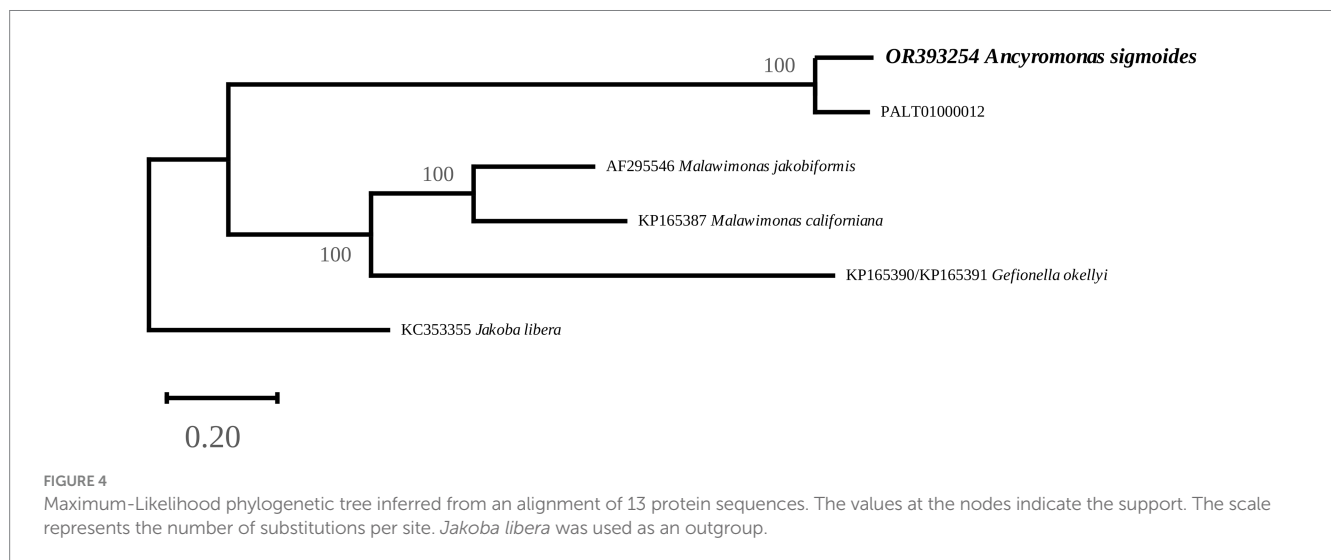 100
OR393254 Ancyromonas sigmoides
PALT01000012
100
AF295546 Malawimonas jakobiformis
KP165387 Malawimonas californiana
100
KP165390/KP165391 Gefionella okellyi
KC353355 Jakoba libera
0.20
FIGURE 4
Maximum-Likelihood phylogenetic tree inferred from an alignment of 13 protein sequences. The values at the nodes indicate the support. The scale
represents the number of substitutions per site. Jakoba libera was used as an outgroup.